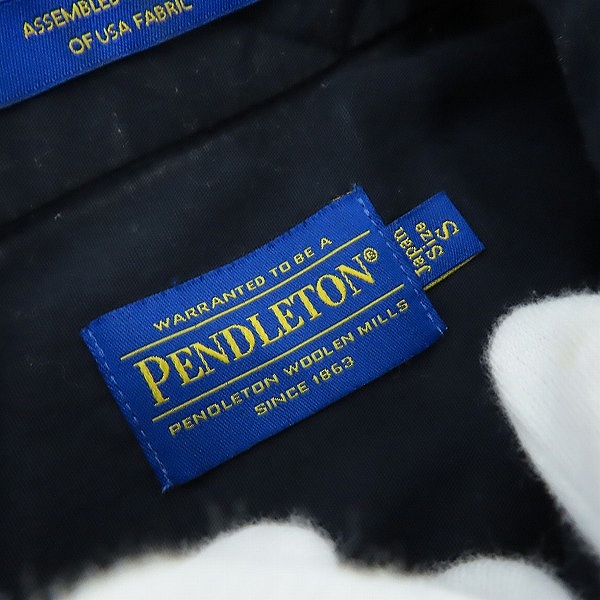 ASSEMBLED
OF USA FABRIC
WARRANTED TO BE A
PENDLETON®
PENDLETON WOOLEN MILLS
SINCE 1863
S
Size
Japan